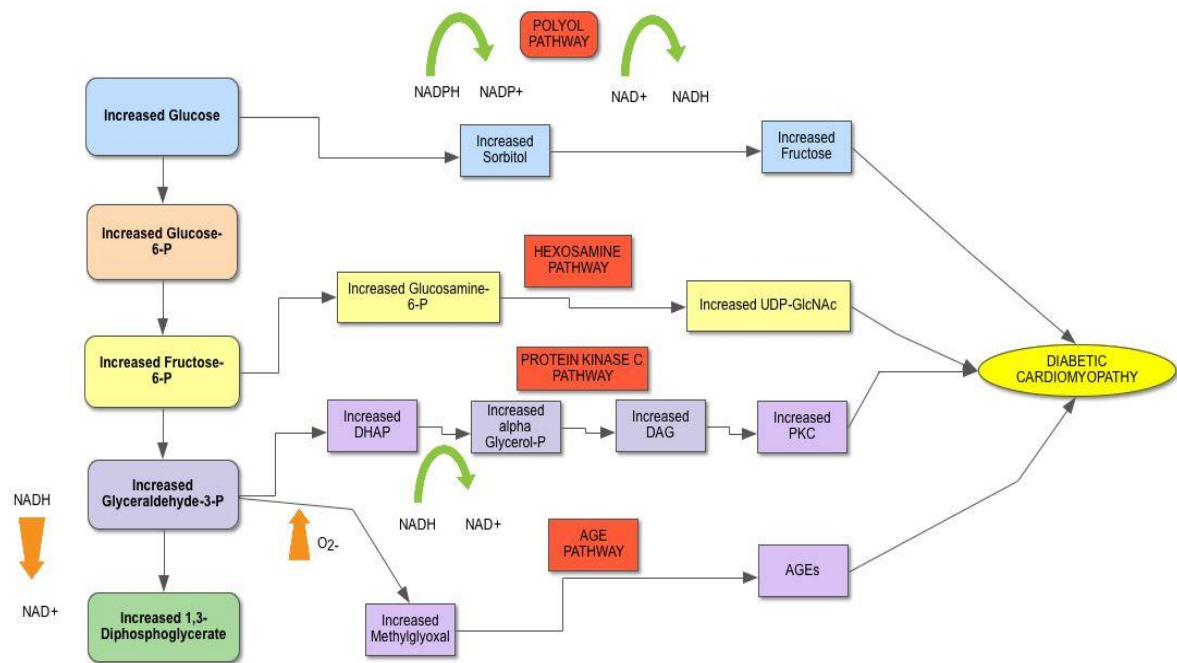 POLYOL
PATHWAY
NADPH
NADP+
NAD+
NADH
Increased Glucose
Increased
Sorbitol
Increased
Fructose
Increased Glucose-
6-P
HEXOSAMINE
PATHWAY
Increased Glucosamine-
6-P
Increased UDP-GlcNAc
Increased Fructose-
6-P
PROTEIN KINASE C
PATHWAY
DIABETIC
CARDIOMYOPATHY
Increased
DHAP
Increased
alpha
Glycerol-P
Increased
DAG
Increased
PKC
Increased
Glyceraldehyde-3-P
NADH
NADH
NAD+
O2-
AGE
PATHWAY
AGEs
NAD+
Increased 1,3-
Diphosphoglycerate
Increased
Methylglyoxal